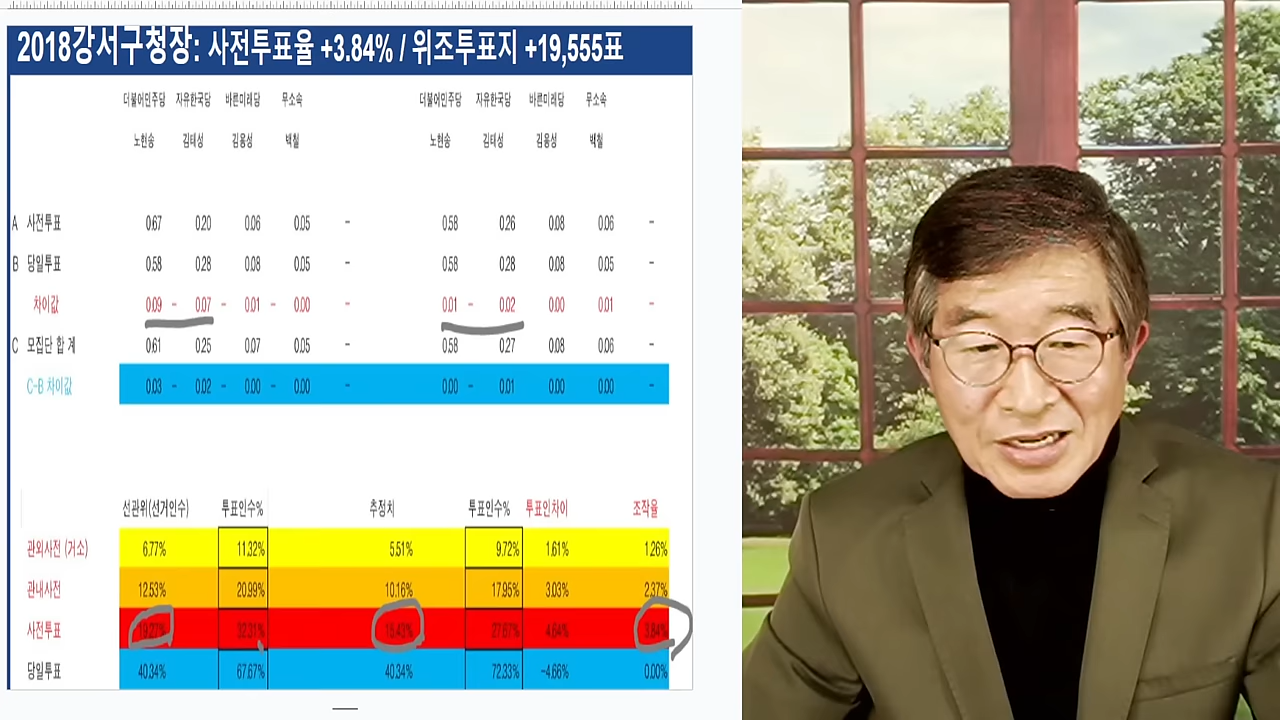 2018강서구청장: 사전투표율 +3.84% / 위조투표지 +19,555표
더불어민주당 자유한국당 바른미래당 무소속 더불어민주당 자유한국당 바른미래당 무소속
노현송 김태성 김용성 백철 노현송 김태성 김용성 백철
A 사전투표 0.67 0.20 0.06 0.05 - 0.58 0.26 0.08 0.06 -
B 당일투표 0.58 0.28 0.08 0.05 - 0.58 0.28 0.08 0.05 -
차이값 0.09 - 0.07 - 0.01 - 0.00 - 0.01 - 0.02 0.00 0.01 -
C 모집단 합 계 0.61 0.25 0.07 0.05 - 0.58 0.27 0.08 0.06 -
C-B 차이값 0.03 - 0.02 - 0.00 - 0.00 - 0.00 - 0.01 0.00 0.00 -
선관위(선거인수) 투표인수% 추정치 투표인수% 투표인차이 조작율
관외사전 (거소) 6.77% 11.32% 5.51% 9.72% 1.61% 1.26%
관내사전 12.53% 20.99% 10.16% 17.95% 3.03% 2.37%
사전투표 19.27% 32.31% 15.43% 27.67% 4.64% 3.84%
당일투표 40.34% 67.67% 40.34% 72.33% -4.66% 0.00%